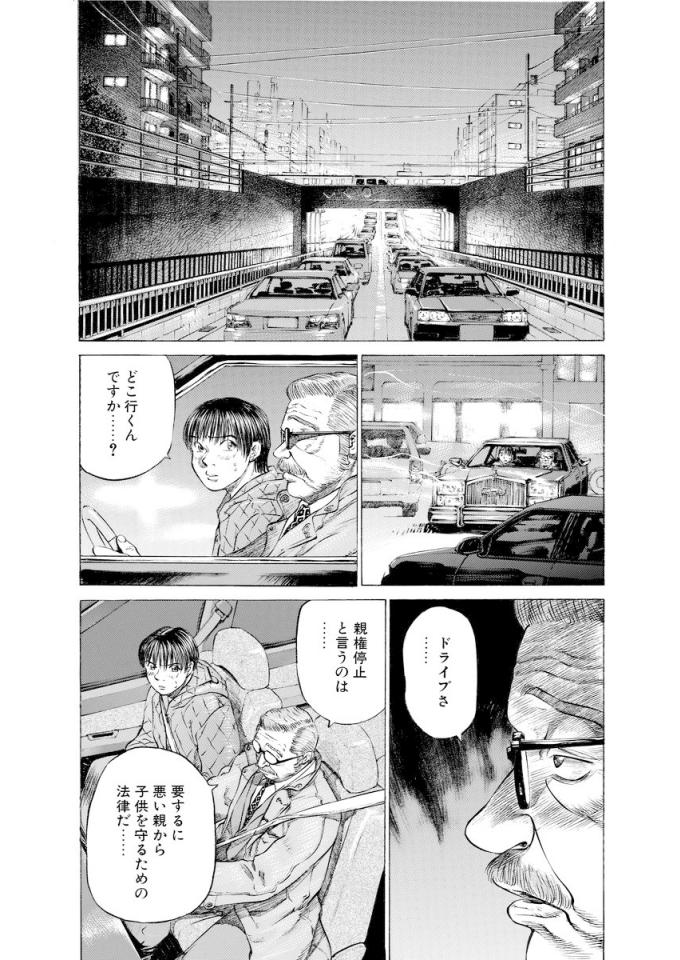 どこ行くん
ですか……？
ドライブさ
……
親権停止
と言うのは
……
要するに
悪い親から
子供を守るための
法律だ……